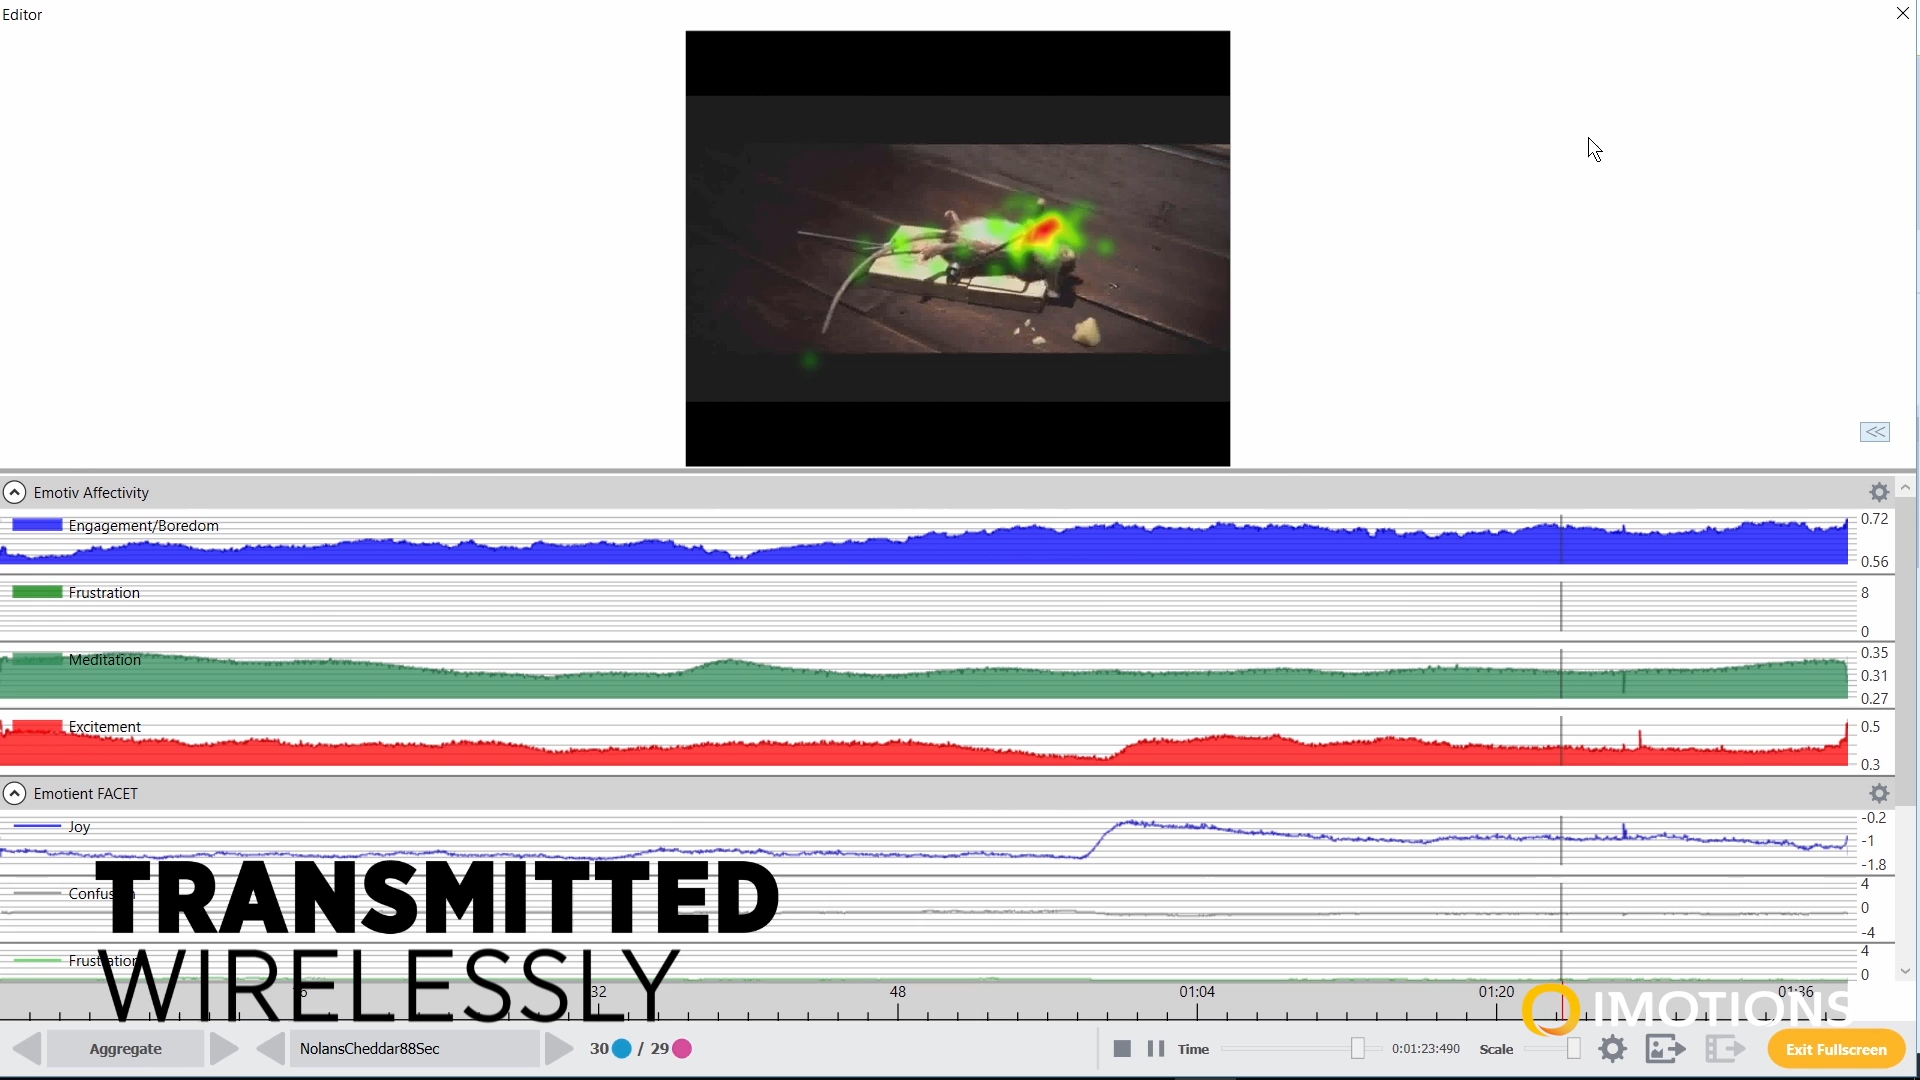 Editor
<<
Emotiv Affectivity
Engagement/Boredom
0.72
0.56
Frustration
8
0
Meditation
0.35
0.31
0.27
Excitement
0.5
0.3
Emotient FACET
Joy
-0.2
-1
-1.8
TRANSMITTED
4
0
-4
Frustration
4
0
WIRELESSLY
32
48
01:04
01:20
01:36
IMOTIONS
Aggregate
NolansCheddar88Sec
30 / 29
Time
0:01:23:490
Scale
Exit Fullscreen